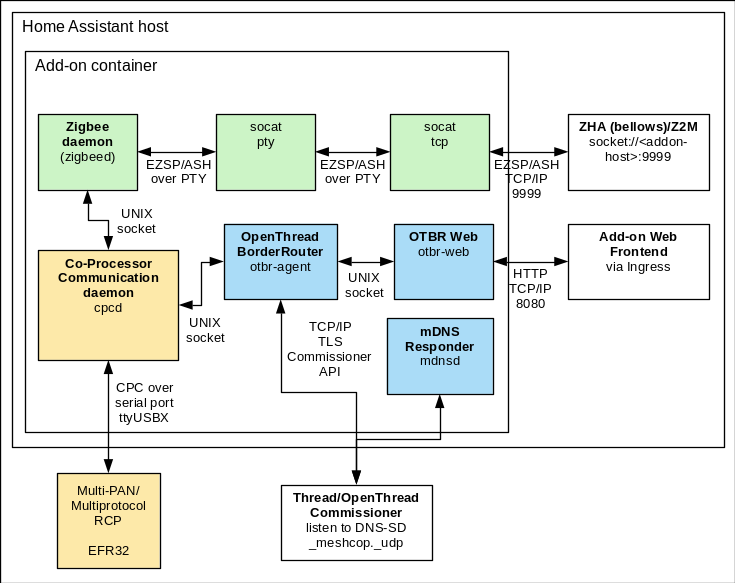 Home Assistant host
Add-on container
Zigbee
daemon
(zigbeed)
EZSP/ASH
over PTY
socat
pty
EZSP/ASH
over PTY
socat
tcp
EZSP/ASH
TCP/IP
9999
ZHA (bellows)/Z2M
socket://<addon-
host>:9999
UNIX
socket
Co-Processor
Communication
daemon
cpcd
UNIX
socket
OpenThread
BorderRouter
otbr-agent
UNIX
socket
OTBR Web
otbr-web
HTTP
TCP/IP
8080
Add-on Web
Frontend
via Ingress
TCP/IP
TLS
Commissioner
API
mDNS
Responder
mdnsd
CPC over
serial port
ttyUSBX
Multi-PAN/
Multiprotocol
RCP
EFR32
Thread/OpenThread
Commissioner
listen to DNS-SD
_meshcop._udp